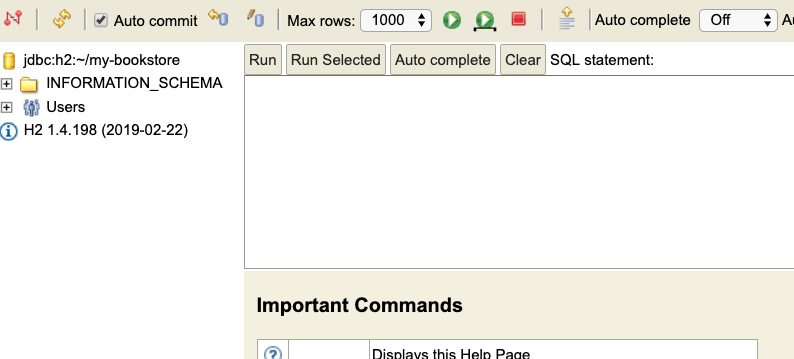 Auto commit Max rows: 1000 Auto complete Off Au
jdbc:h2:~/my-bookstore
INFORMATION_SCHEMA
Users
H2 1.4.198 (2019-02-22)
Run Run Selected Auto complete Clear SQL statement:
Important Commands
Displays this Help Page